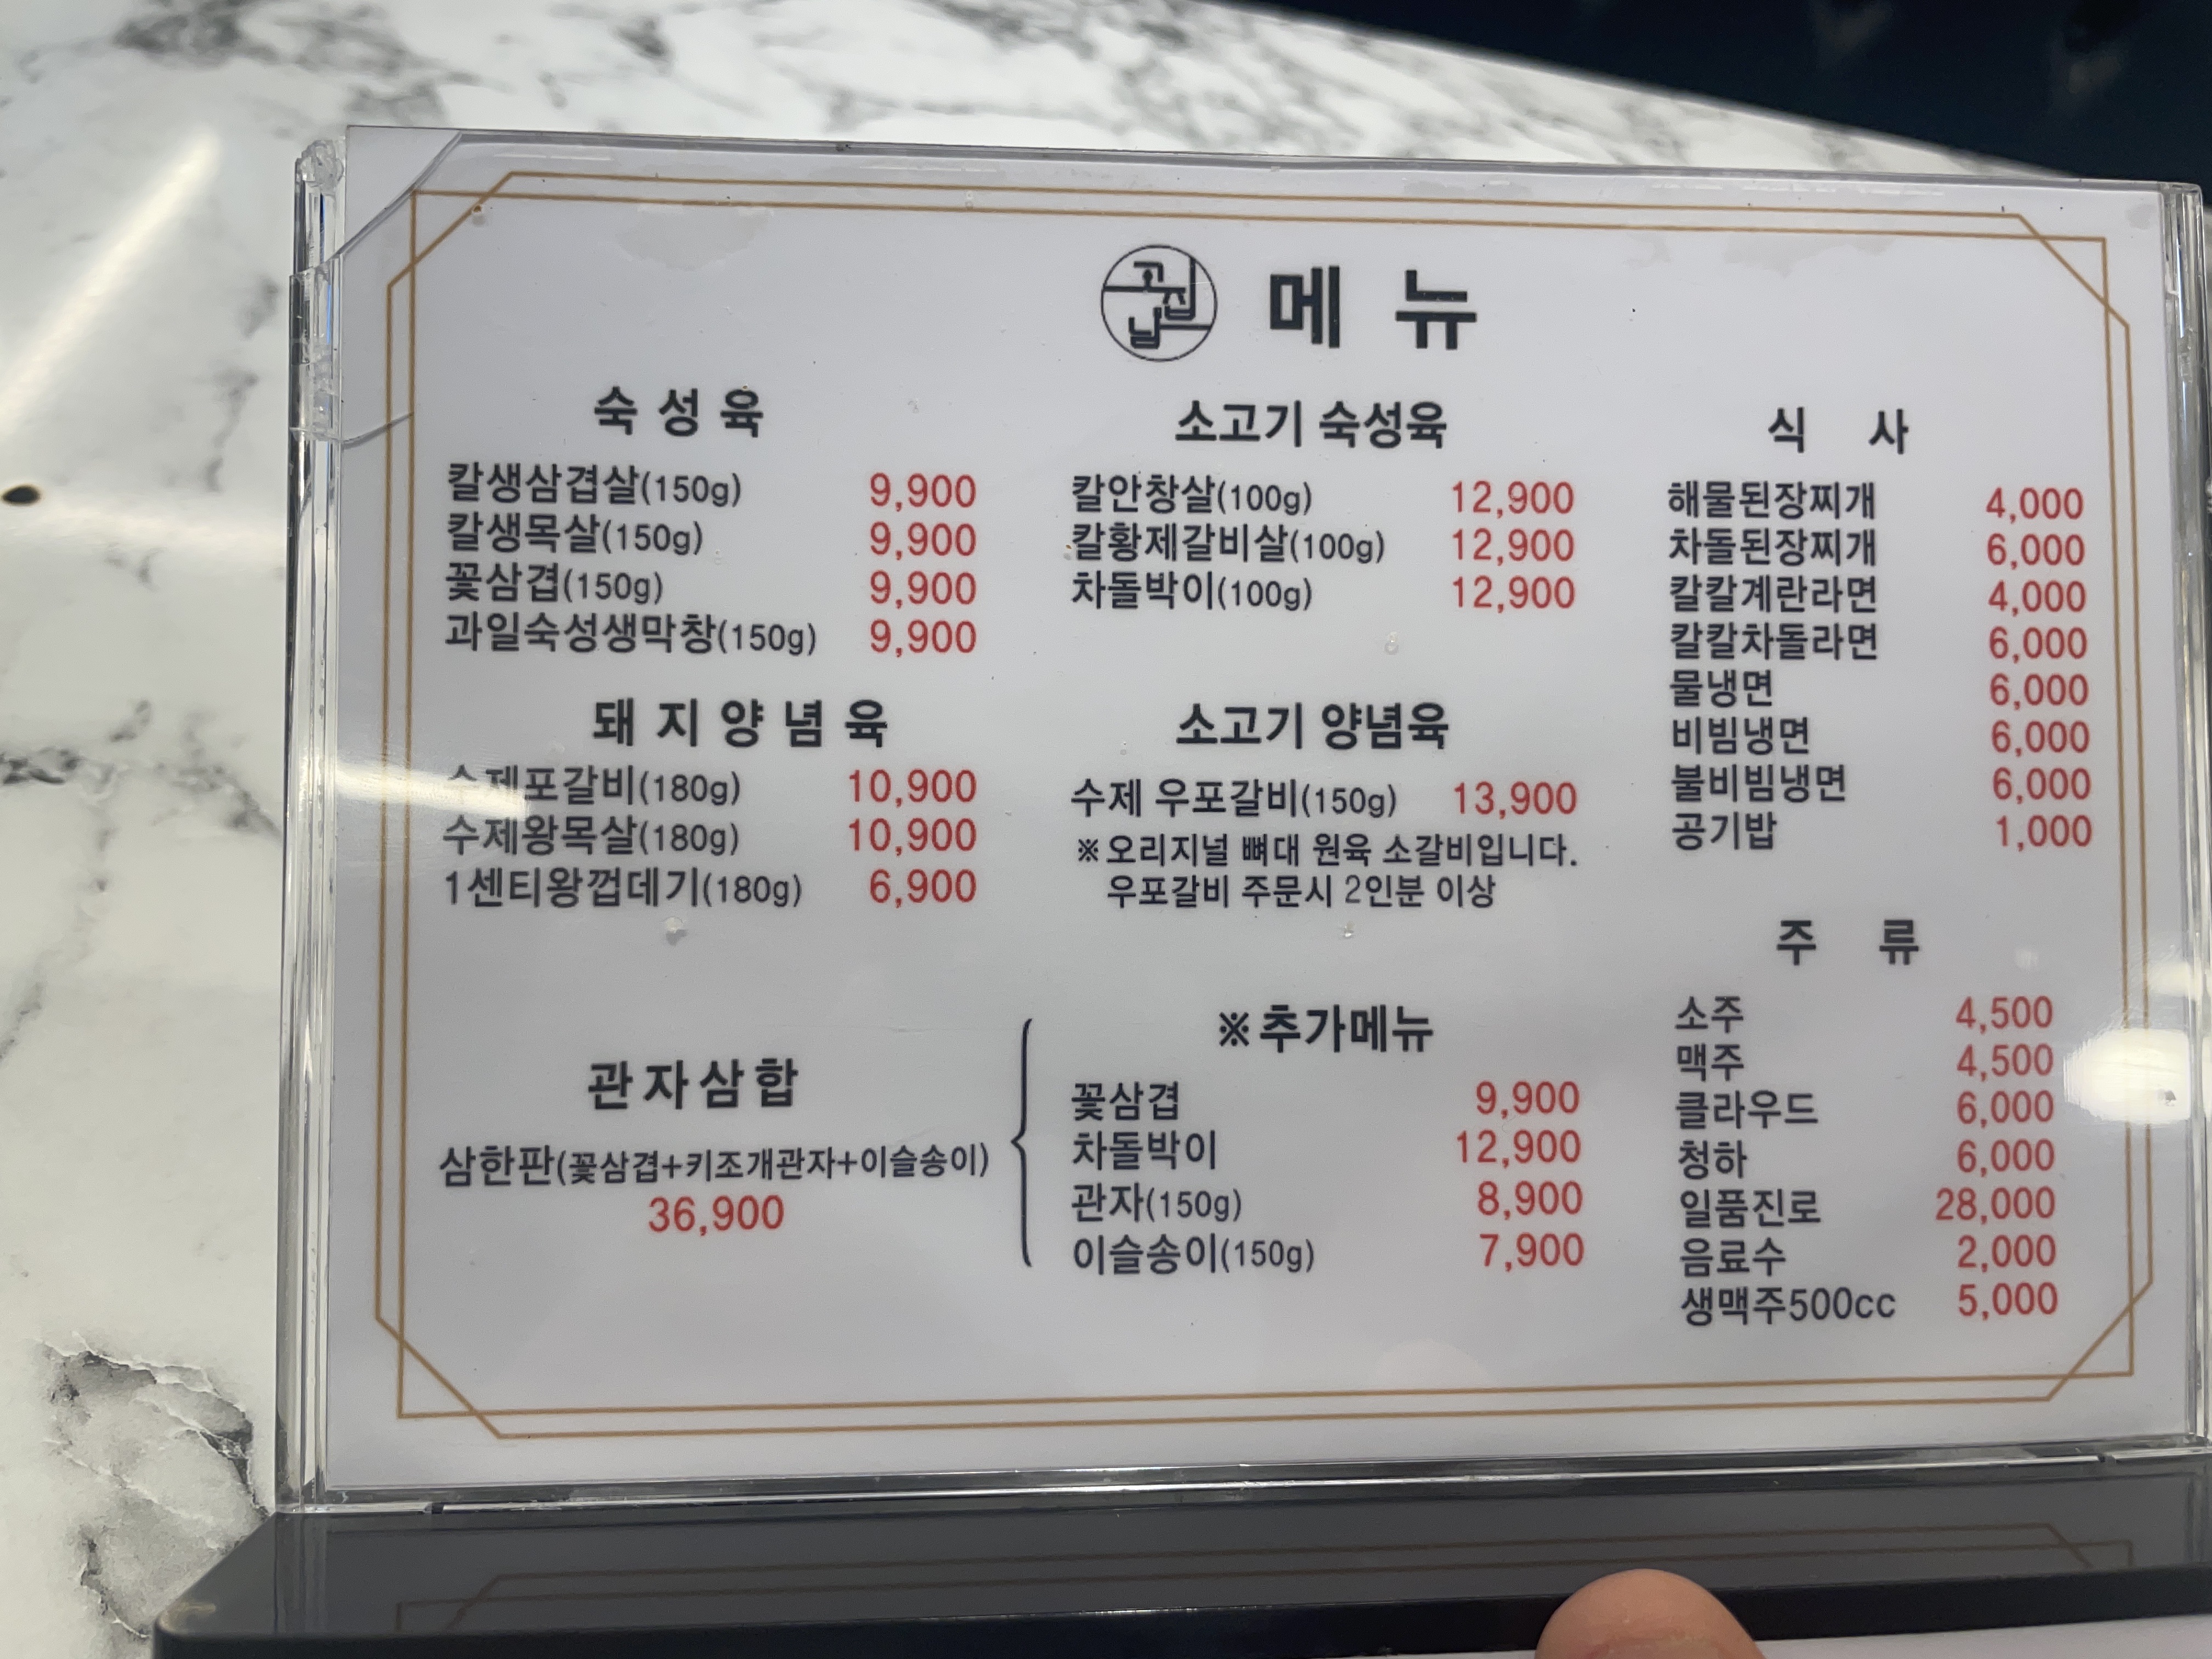 고집남 메뉴
숙성육
칼생삼겹살(150g) 9,900
칼생목살(150g) 9,900
꽃삼겹(150g) 9,900
과일숙성생막창(150g) 9,900
돼지양념육
수제포갈비(180g) 10,900
수제왕목살(180g) 10,900
1센티왕껍데기(180g) 6,900
관자삼합
삼한판(꽃삼겹+키조개관자+이슬송이)
36,900
소고기 숙성육
칼안창살(100g) 12,900
칼황제갈비살(100g) 12,900
차돌박이(100g) 12,900
소고기 양념육
수제 우포갈비(150g) 13,900
※오리지널 뼈대 원육 소갈비입니다.
우포갈비 주문시 2인분 이상
※추가메뉴
꽃삼겹 9,900
차돌박이 12,900
관자(150g) 8,900
이슬송이(150g) 7,900
식 사
해물된장찌개 4,000
차돌된장찌개 6,000
칼칼계란라면 4,000
칼칼차돌라면 6,000
물냉면 6,000
비빔냉면 6,000
불비빔냉면 6,000
공기밥 1,000
주 류
소주 4,500
맥주 4,500
클라우드 6,000
청하 6,000
일품진로 28,000
음료수 2,000
생맥주500cc 5,000